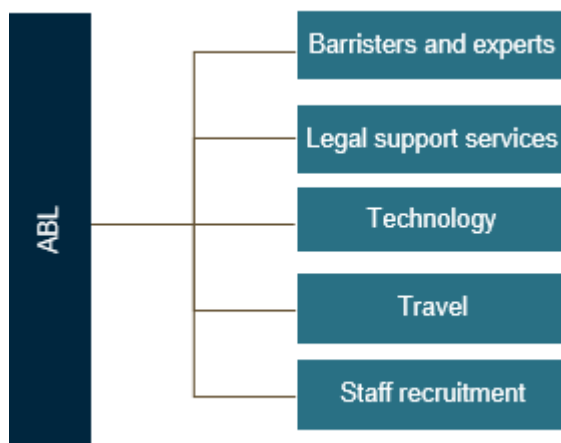 ABL
Barristers and experts
Legal support services
Technology
Travel
Staff recruitment